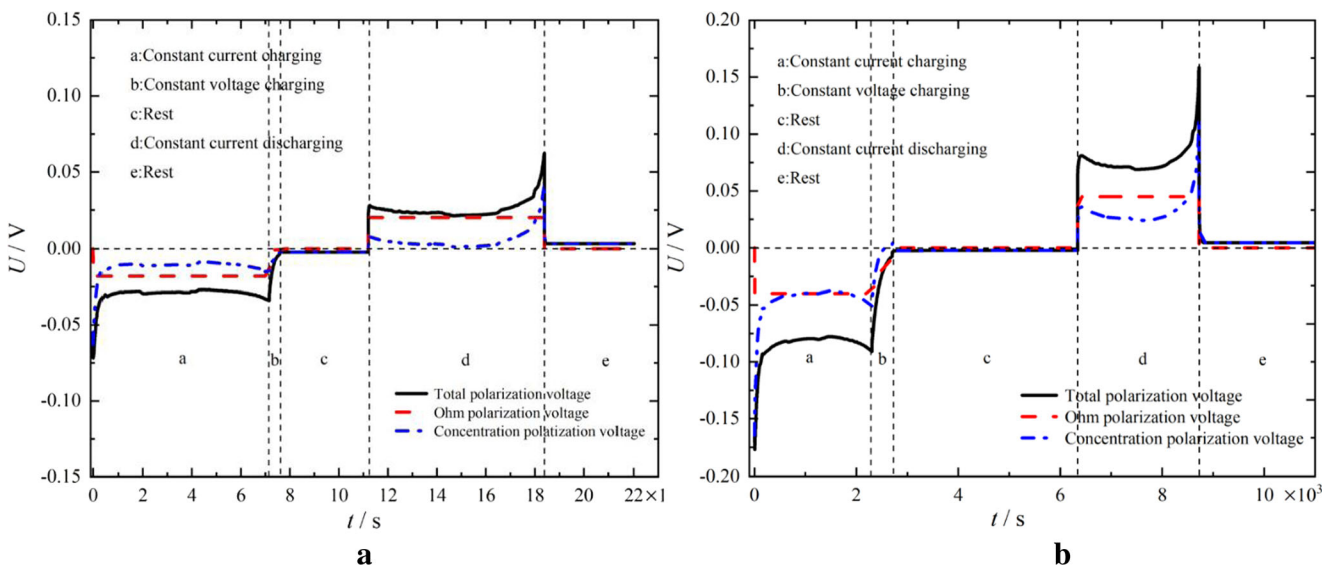 0.15
0.10
0.05
0.00
-0.05
-0.10
-0.15
U / V
a:Constant current charging
b:Constant voltage charging
c:Rest
d:Constant current discharging
e:Rest
a
b
c
d
e
Total polarization voltage
Ohm polarization voltage
Concentration polatization voltage
0 2 4 6 8 10 12 14 16 18 20 22×1
t / s
a
0.20
0.15
0.10
0.05
0.00
-0.05
-0.10
-0.15
-0.20
U / V
a:Constant current charging
b:Constant voltage charging
c:Rest
d:Constant current discharging
e:Rest
a
b
c
d
e
Total polarization voltage
Ohm polarization voltage
Concentration polarization voltage
0 2 4 6 8 10 ×10³
t / s
b